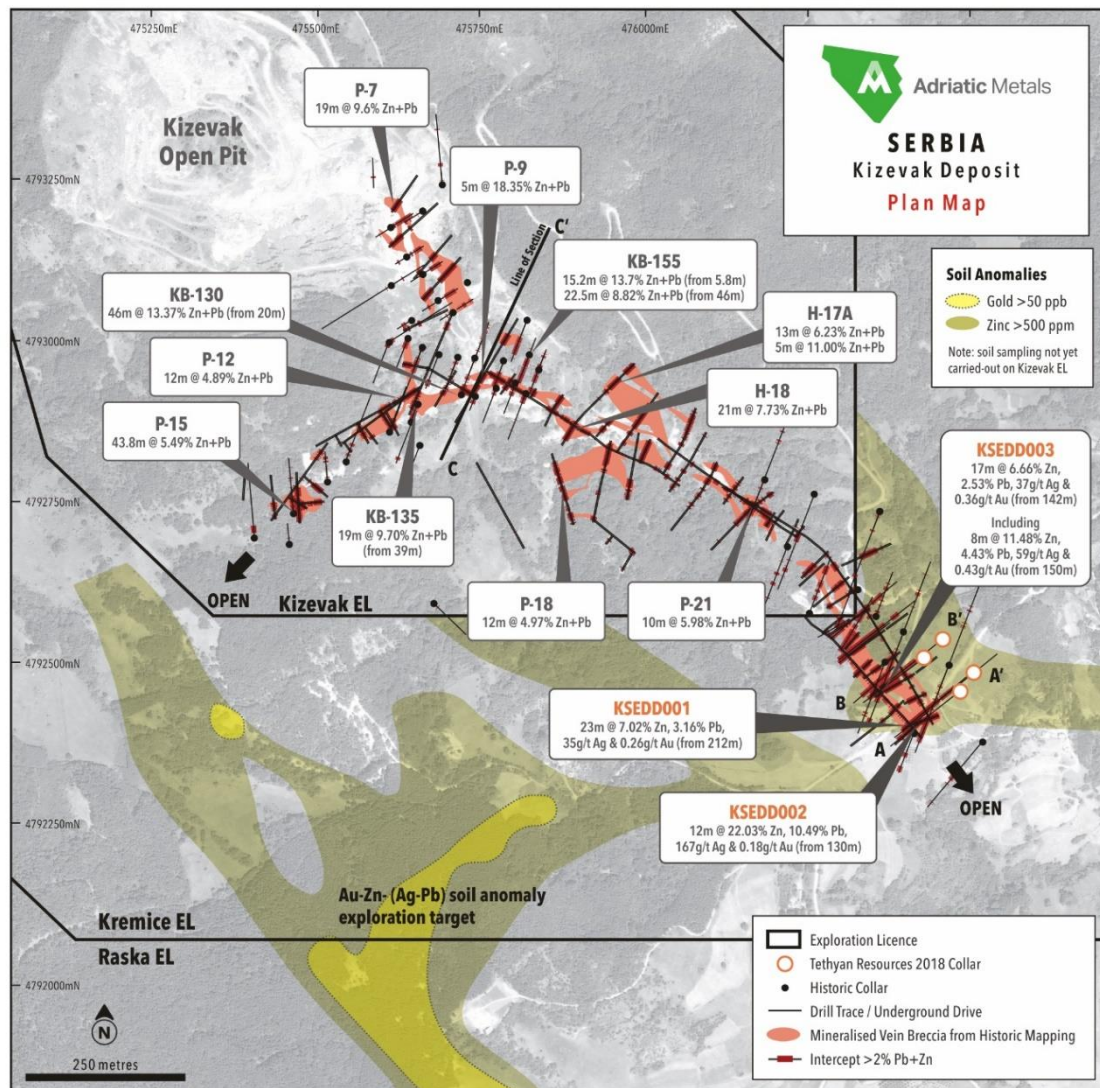 475250mE
475500mE
475750mE
476000mE
4793250mN
4793000mN
4792750mN
4792500mN
4792250mN
4792000mN
Adriatic Metals
SERBIA
Kizevak Deposit
Plan Map
Soil Anomalies
Gold >50 ppb
Zinc >500 ppm
Note: soil sampling not yet
carried-out on Kizevak EL
Kizevak
Open Pit
P-7
19m @ 9.6% Zn+Pb
P-9
5m @ 18.35% Zn+Pb
C'
Line of Section
C
KB-155
15.2m @ 13.7% Zn+Pb (from 5.8m)
22.5m @ 8.82% Zn+Pb (from 46m)
KB-130
46m @ 13.37% Zn+Pb (from 20m)
H-17A
13m @ 6.23% Zn+Pb
5m @ 11.00% Zn+Pb
P-12
12m @ 4.89% Zn+Pb
H-18
21m @ 7.73% Zn+Pb
P-15
43.8m @ 5.49% Zn+Pb
KSEDD003
17m @ 6.66% Zn,
2.53% Pb, 37g/t Ag &
0.36g/t Au (from 142m)
Including
8m @ 11.48% Zn,
4.43% Pb, 59g/t Ag &
0.43g/t Au (from 150m)
KB-135
19m @ 9.70% Zn+Pb
(from 39m)
OPEN
Kizevak EL
P-18
12m @ 4.97% Zn+Pb
P-21
10m @ 5.98% Zn+Pb
B'
A'
B
A
KSEDD001
23m @ 7.02% Zn, 3.16% Pb,
35g/t Ag & 0.26g/t Au (from 212m)
OPEN
KSEDD002
12m @ 22.03% Zn, 10.49% Pb,
167g/t Ag & 0.18g/t Au (from 130m)
Au-Zn- (Ag-Pb) soil anomaly
exploration target
Kremice EL
Raska EL
N
250 metres
Exploration Licence
Tethyan Resources 2018 Collar
Historic Collar
Drill Trace / Underground Drive
Mineralised Vein Breccia from Historic Mapping
Intercept >2% Pb+Zn